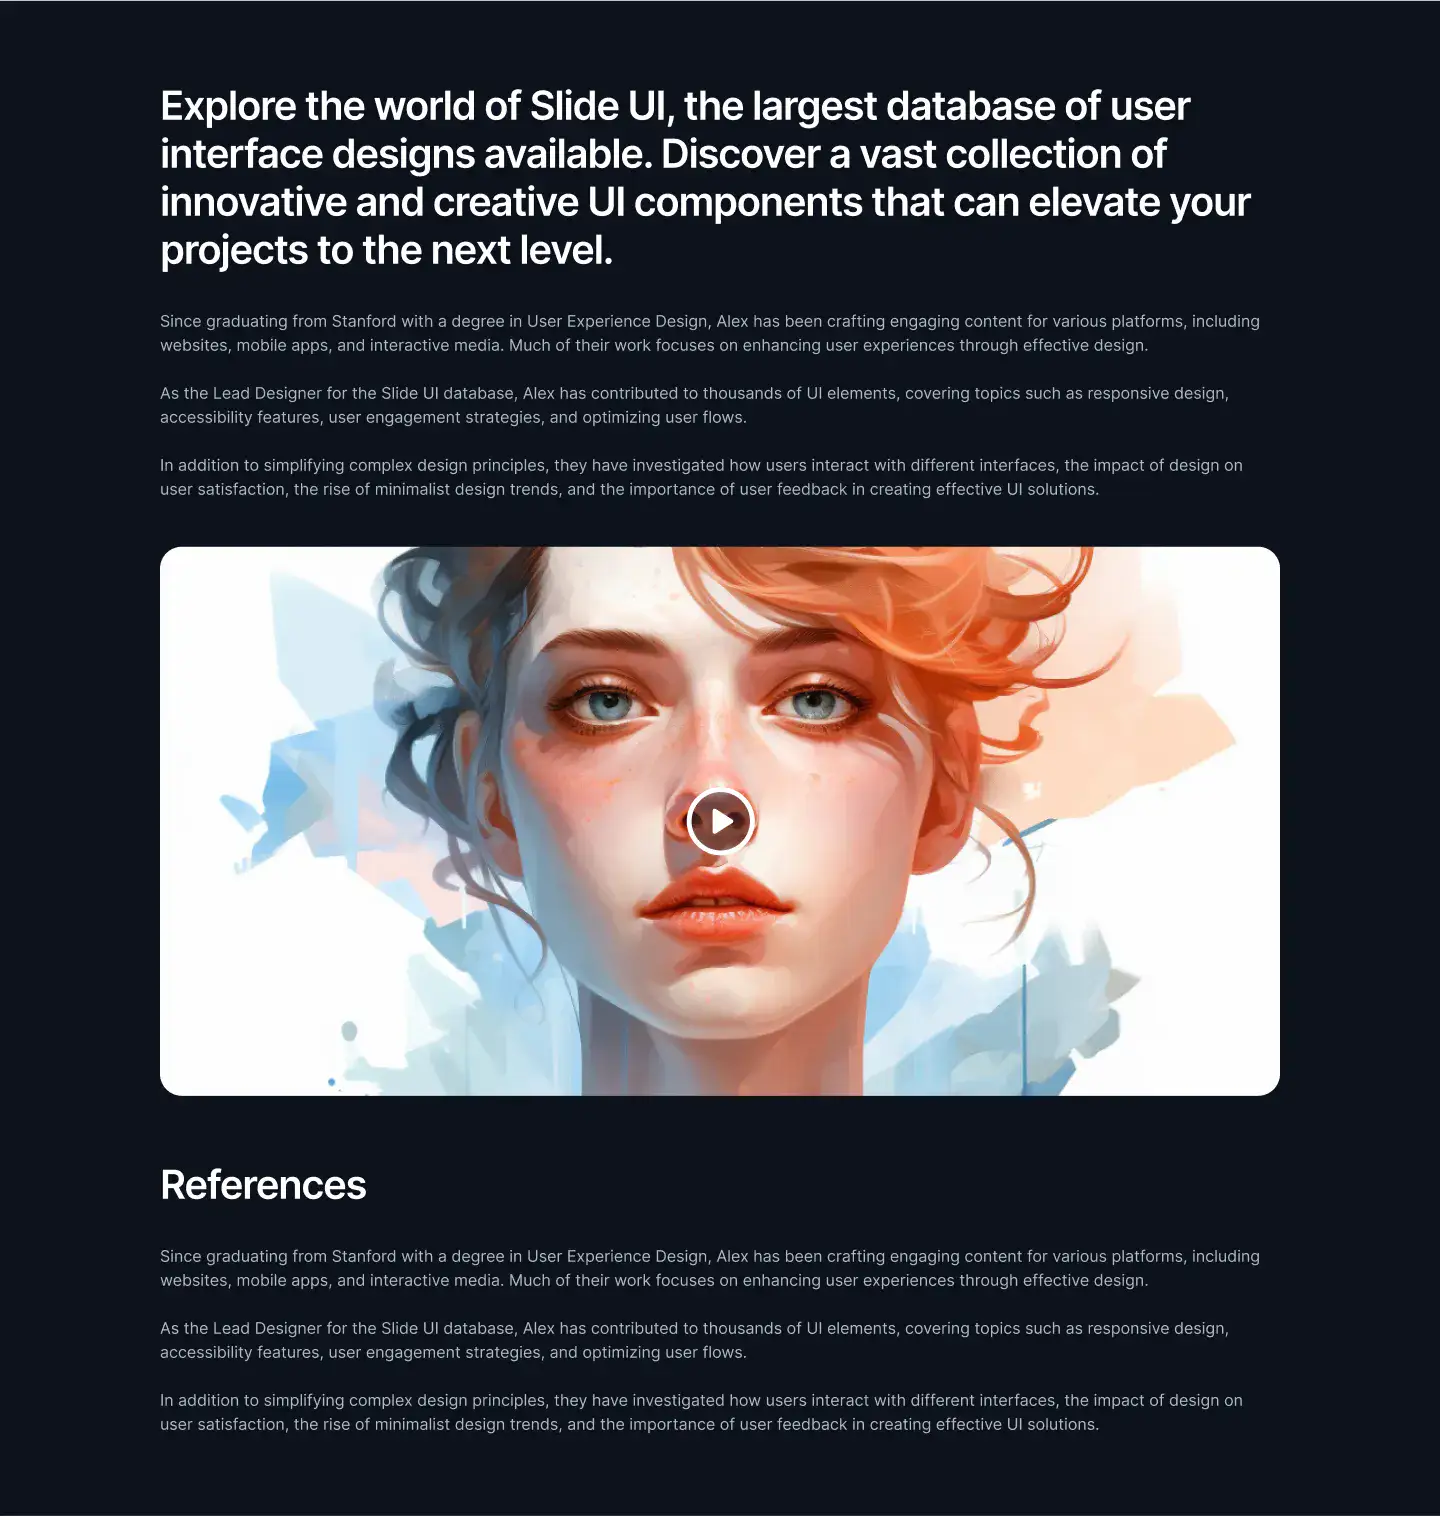 Explore the world of Slide UI, the largest database of user
interface designs available. Discover a vast collection of
innovative and creative UI components that can elevate your
projects to the next level.
Since graduating from Stanford with a degree in User Experience Design, Alex has been crafting engaging content for various platforms, including
websites, mobile apps, and interactive media. Much of their work focuses on enhancing user experiences through effective design.
As the Lead Designer for the Slide UI database, Alex has contributed to thousands of UI elements, covering topics such as responsive design,
accessibility features, user engagement strategies, and optimizing user flows.
In addition to simplifying complex design principles, they have investigated how users interact with different interfaces, the impact of design on
user satisfaction, the rise of minimalist design trends, and the importance of user feedback in creating effective UI solutions.
References
Since graduating from Stanford with a degree in User Experience Design, Alex has been crafting engaging content for various platforms, including
websites, mobile apps, and interactive media. Much of their work focuses on enhancing user experiences through effective design.
As the Lead Designer for the Slide UI database, Alex has contributed to thousands of UI elements, covering topics such as responsive design,
accessibility features, user engagement strategies, and optimizing user flows.
In addition to simplifying complex design principles, they have investigated how users interact with different interfaces, the impact of design on
user satisfaction, the rise of minimalist design trends, and the importance of user feedback in creating effective UI solutions.